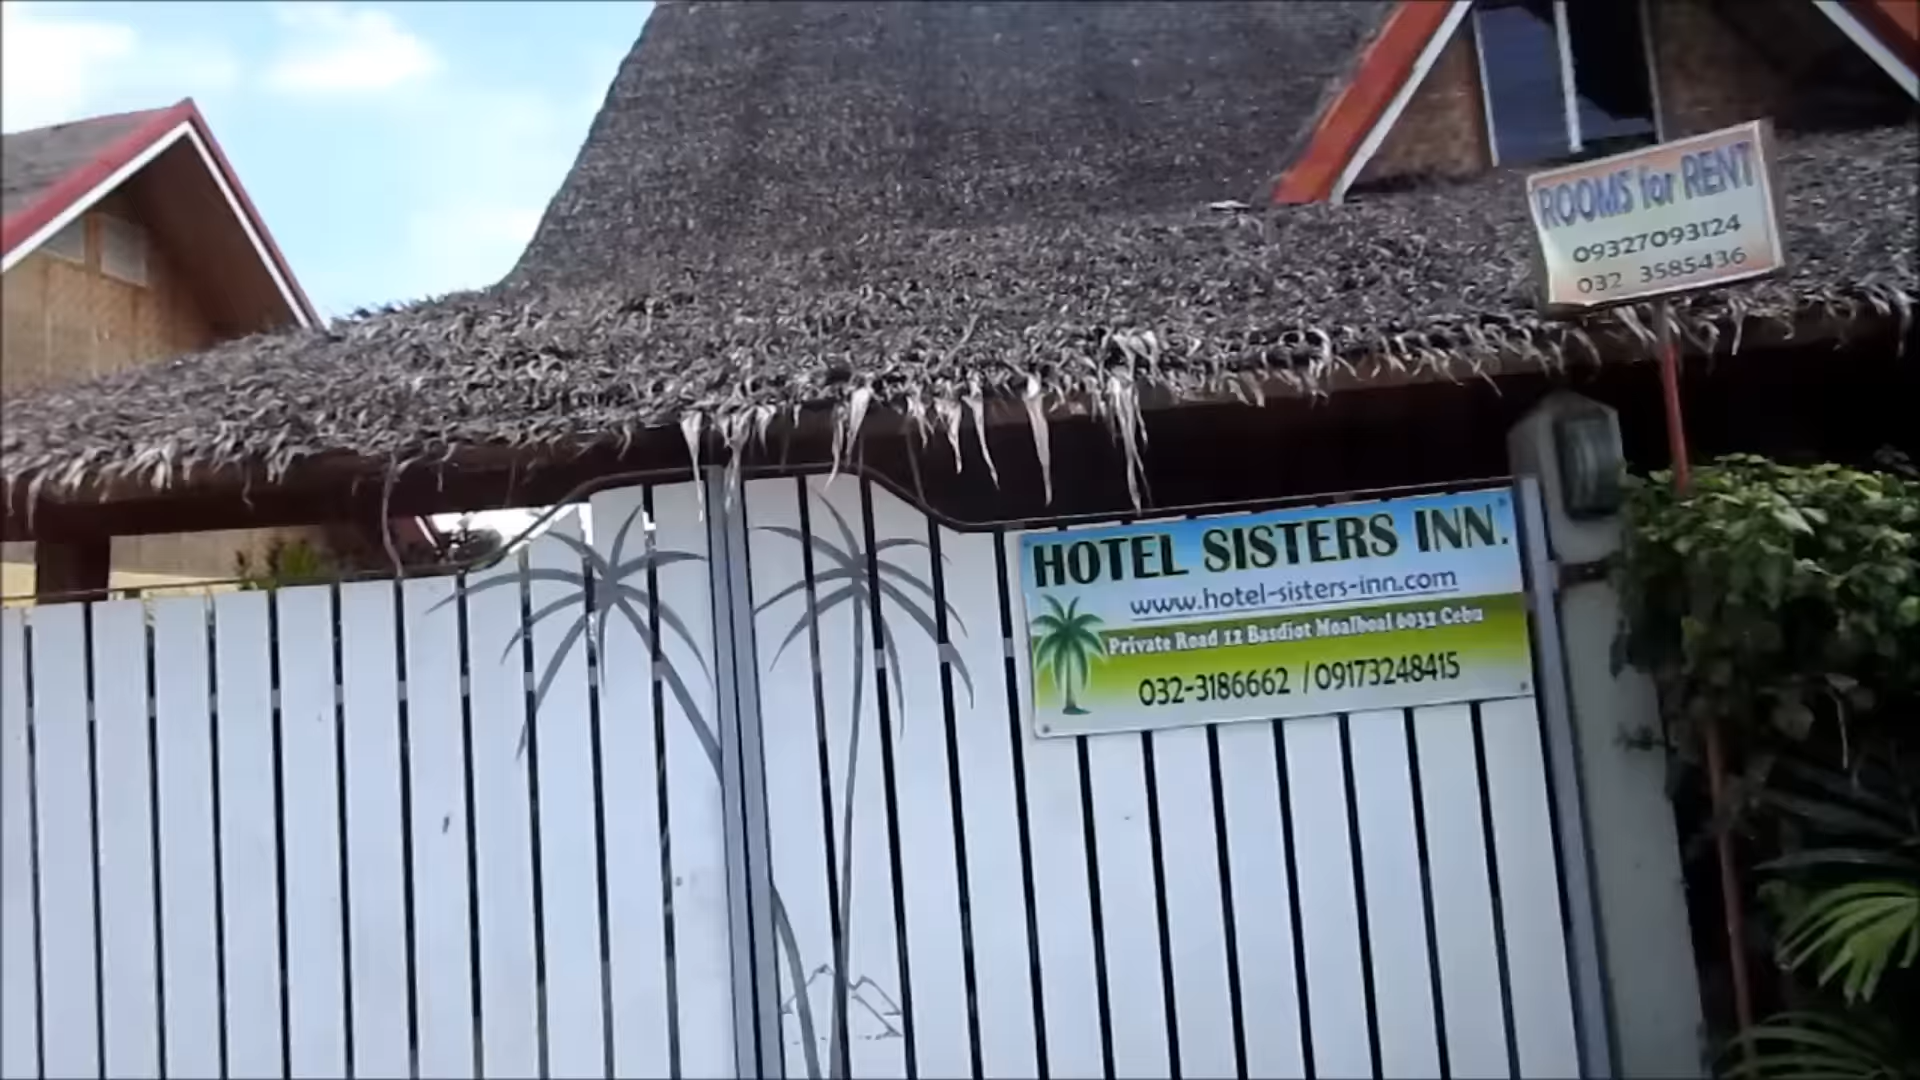 ROOMS for RENT
09327093124
032 3585436
HOTEL SISTERS INN.
www.hotel-sisters-inn.com
Private Road 12 Basdiot Moalboal 6032 Cebu
032-3186662 / 09173248415